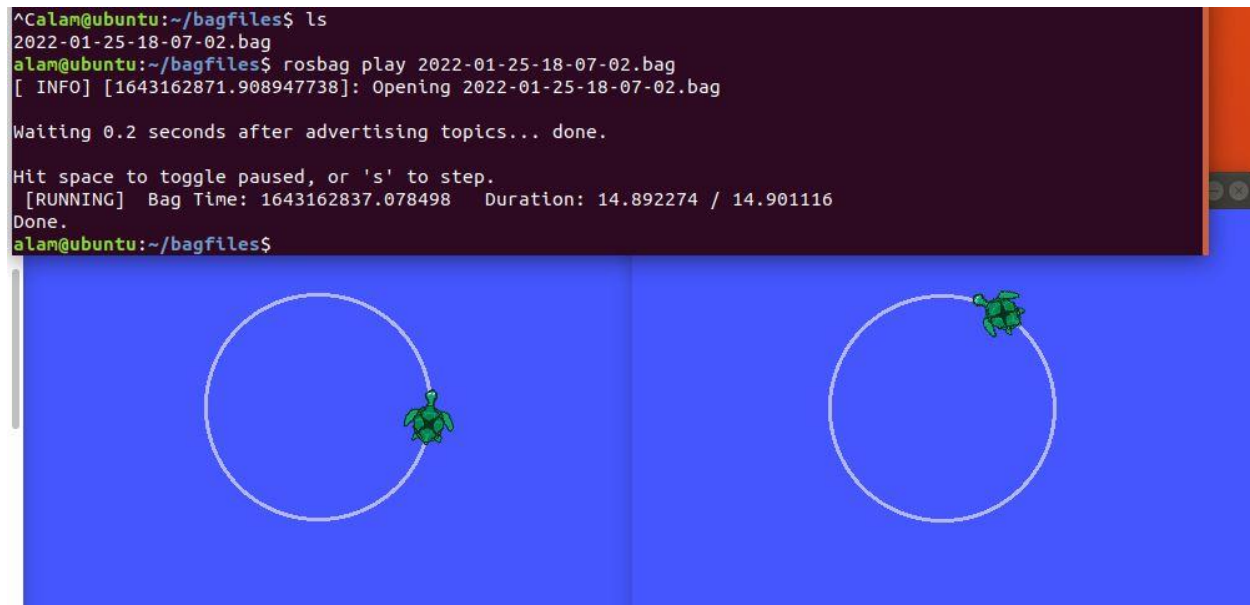 ^Calam@ubuntu:~/bagfiles$ ls
2022-01-25-18-07-02.bag
alam@ubuntu:~/bagfiles$ rosbag play 2022-01-25-18-07-02.bag
[ INFO] [1643162871.908947738]: Opening 2022-01-25-18-07-02.bag
Waiting 0.2 seconds after advertising topics... done.
Hit space to toggle paused, or 's' to step.
[RUNNING]  Bag Time: 1643162837.078498   Duration: 14.892274 / 14.901116
Done.
alam@ubuntu:~/bagfiles$